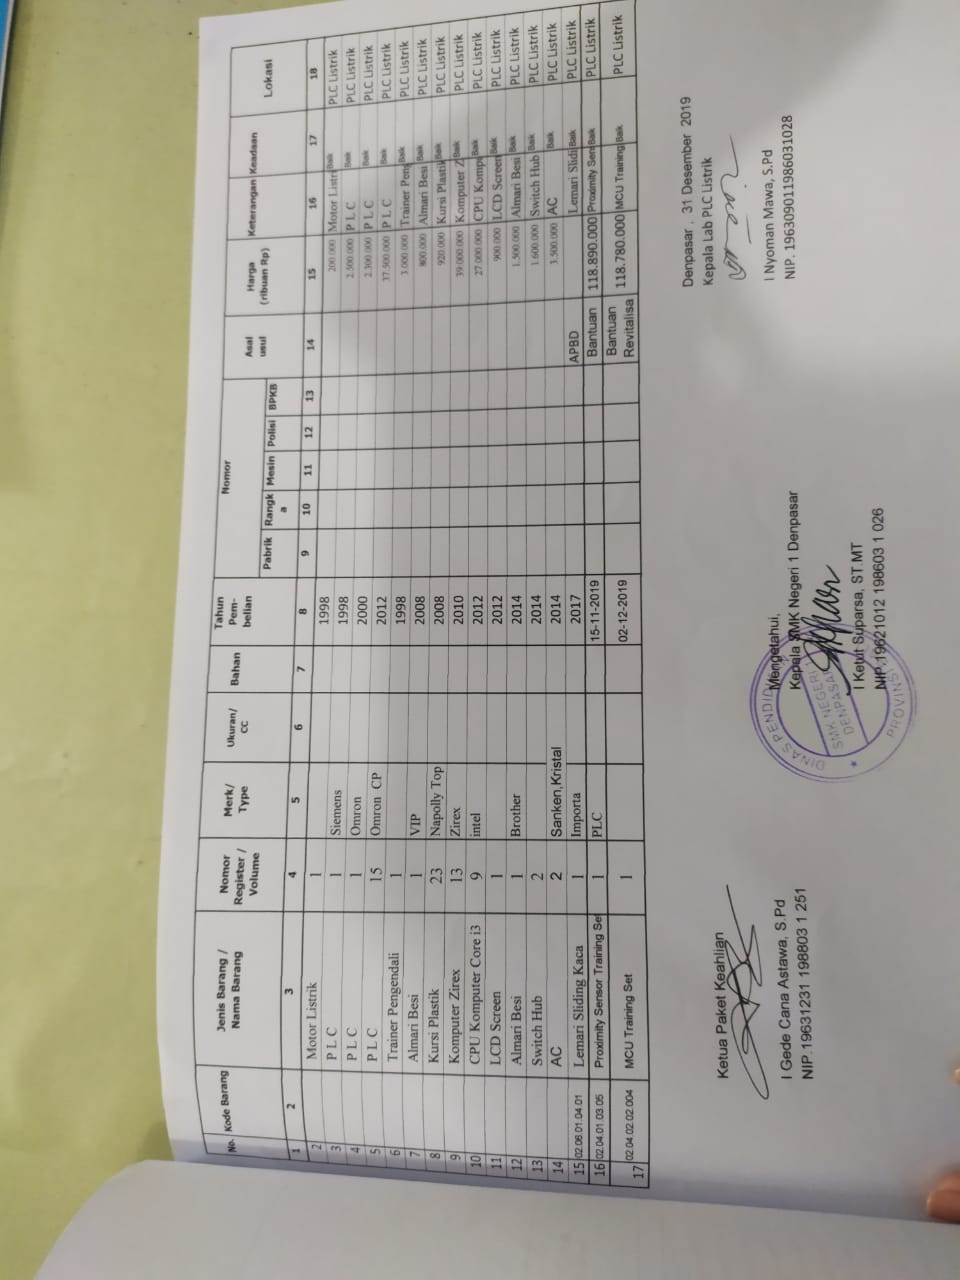 No. Kode Barang Jenis Barang / Nama Barang Nomor Register / Volume Merk/ Type Ukuran/ CC Bahan Tahun Pem- belian Nomor Asal usul Harga (ribuan Rp) Keterangan Keadaan Lokasi
Pabrik Rangk a Mesin Polisi BPKB
1 2 3 4 5 6 7 8 9 10 11 12 13 14 15 16 17 18
2 Motor Listrik 1 1998 200.000 Motor Listri Baik PLC Listrik
3 P L C 1 Siemens 1998 2.500.000 P L C Baik PLC Listrik
4 P L C 1 Omron 2000 2.300.000 P L C Baik PLC Listrik
5 P L C 15 Omron CP 2012 37.500.000 P L C Baik PLC Listrik
6 Trainer Pengendali 1 1998 3.000.000 Trainer Peng Baik PLC Listrik
7 Almari Besi 1 VIP 2008 800.000 Almari Besi Baik PLC Listrik
8 Kursi Plastik 23 Napolly Top 2008 920.000 Kursi Plastik Baik PLC Listrik
9 Komputer Zirex 13 Zirex 2010 39.000.000 Komputer Z Baik PLC Listrik
10 CPU Komputer Core i3 9 intel 2012 27.000.000 CPU Kompu Baik PLC Listrik
11 LCD Screen 1 2012 900.000 LCD Screen Baik PLC Listrik
12 Almari Besi 1 Brother 2014 1.500.000 Almari Besi Baik PLC Listrik
13 Switch Hub 2 2014 1.600.000 Switch Hub Baik PLC Listrik
14 AC 2 Sanken,Kristal 2014 3.500.000 AC Baik PLC Listrik
15 02.06.01.04.01 Lemari Sliding Kaca 1 Importa 2017 APBD Lemari Slidi Baik PLC Listrik
16 02.04.01.03.05 Proximity Sensor Training Se 1 PLC 15-11-2019 Bantuan 118.890.000 Proximity Sen Baik PLC Listrik
17 02.04.02.02.004 MCU Training Set 1 02-12-2019 Bantuan Revitalisa 118.780.000 MCU Training Baik PLC Listrik
Denpasar , 31 Desember 2019
Ketua Paket Keahlian
Mengetahui,
Kepala SMK Negeri 1 Denpasar
Kepala Lab PLC Listrik
I Gede Cana Astawa, S.Pd
NIP. 19631231 198803 1 251
I Ketut Suparsa, ST.MT
NIP.19621012 198603 1 026
I Nyoman Mawa, S.Pd
NIP. 196309011986031028
DINAS PENDIDIK
SMK NEGERI
DENPASAR
PROVINSI